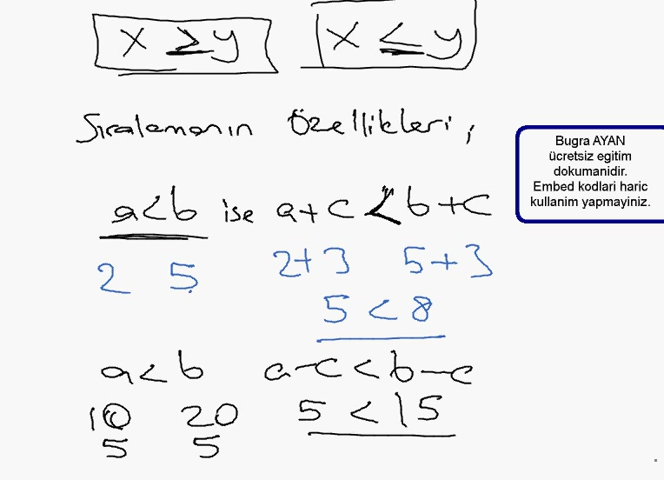 x ≥ y x ≤ y
Sıralamanın Özellikleri,
Bugra AYAN
ücretsiz egitim
dokumanidir.
Embed kodlari haric
kullanim yapmayiniz.
a<b ise a+c<b+c
2 5 2+3 5+3
5 < 8
a<b a-c<b-c
10 20 5 < 15
5 5